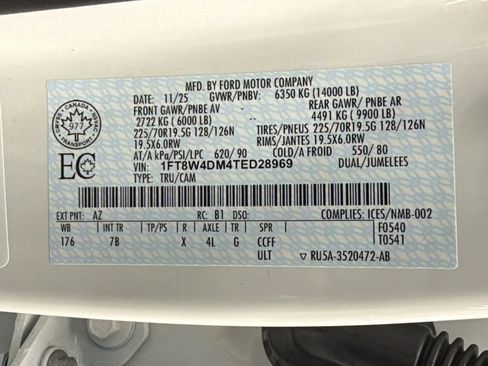 MFD. BY FORD MOTOR COMPANY
11/25 GVWR/PNBV: 6350 KG (14000 LB)
FRONT GAWR/PNBE AV REAR GAWR/ PNBE AR
2722 KG (6000 LB) 4491 KG (9900 LB)
225/70R19.5G 128/126N TIRES/PNEUS 225/70R19.5G 128/126N
19.5X6.0RW RIMS/JANTES 19.5X6.0RW
AT/A kPa/PSI/LPC 620/ 90 COLD/A FROID 550/ 80
VIN: 1FT8W4DM4TED28969 DUAL/JUMELEES
TYPE: TRU/CAM
CANADA
977
TRANSPORT
EC
EXT PNT: AZ RC: B1 DSO: COMPLIES: ICES/NMB-002
WB INT TR TP/PS R AXLE TR SPR F0540
176 7B X 4L G CCFF T0541
ULT ▽ RU5A-3520472-AB